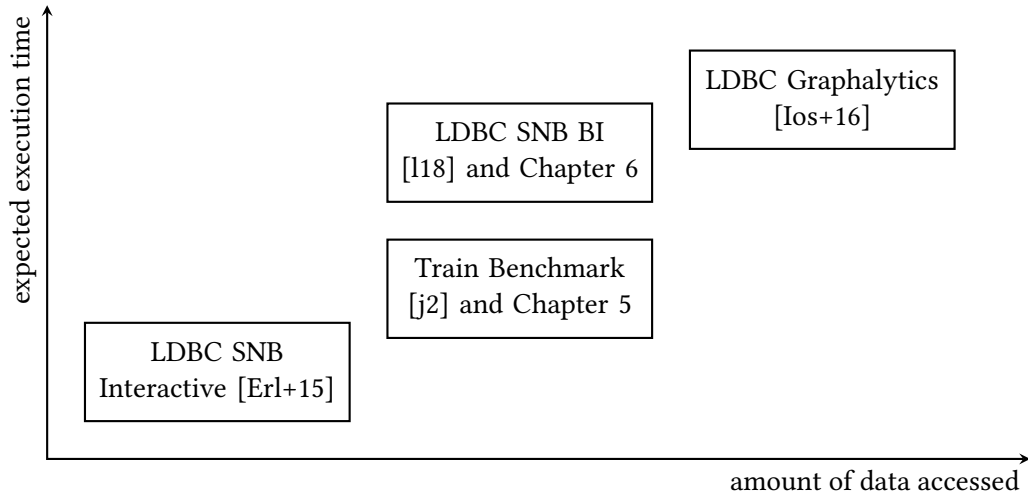 expected execution time
LDBC Graphalytics
[Ios+16]
LDBC SNB BI
[l18] and Chapter 6
Train Benchmark
[j2] and Chapter 5
LDBC SNB
Interactive [Erl+15]
amount of data accessed